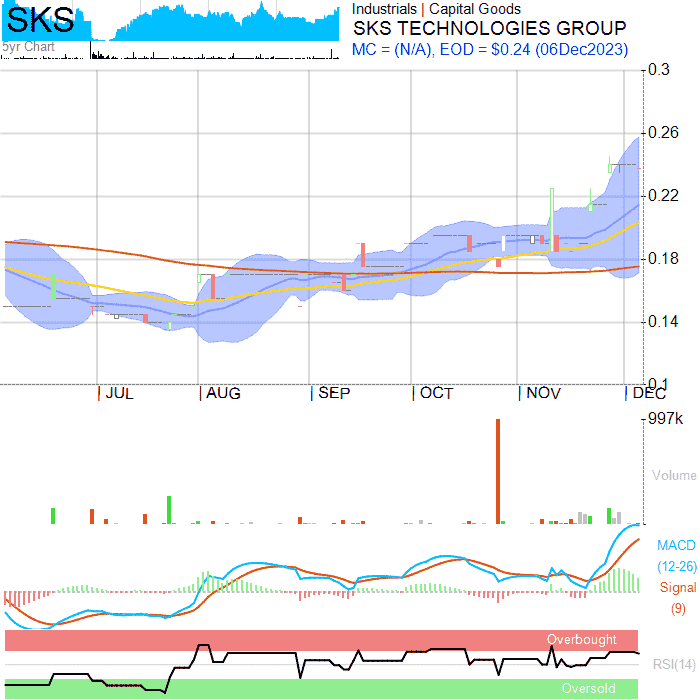 SKS
5yr Chart
Industrials | Capital Goods
SKS TECHNOLOGIES GROUP
MC = (N/A), EOD = $0.24 (06Dec2023)
0.3
0.26
0.22
0.18
0.14
0.1
JUL AUG SEP OCT NOV DEC
997k
Volume
MACD
(12-26)
Signal
(9)
Overbought
RSI(14)
Oversold